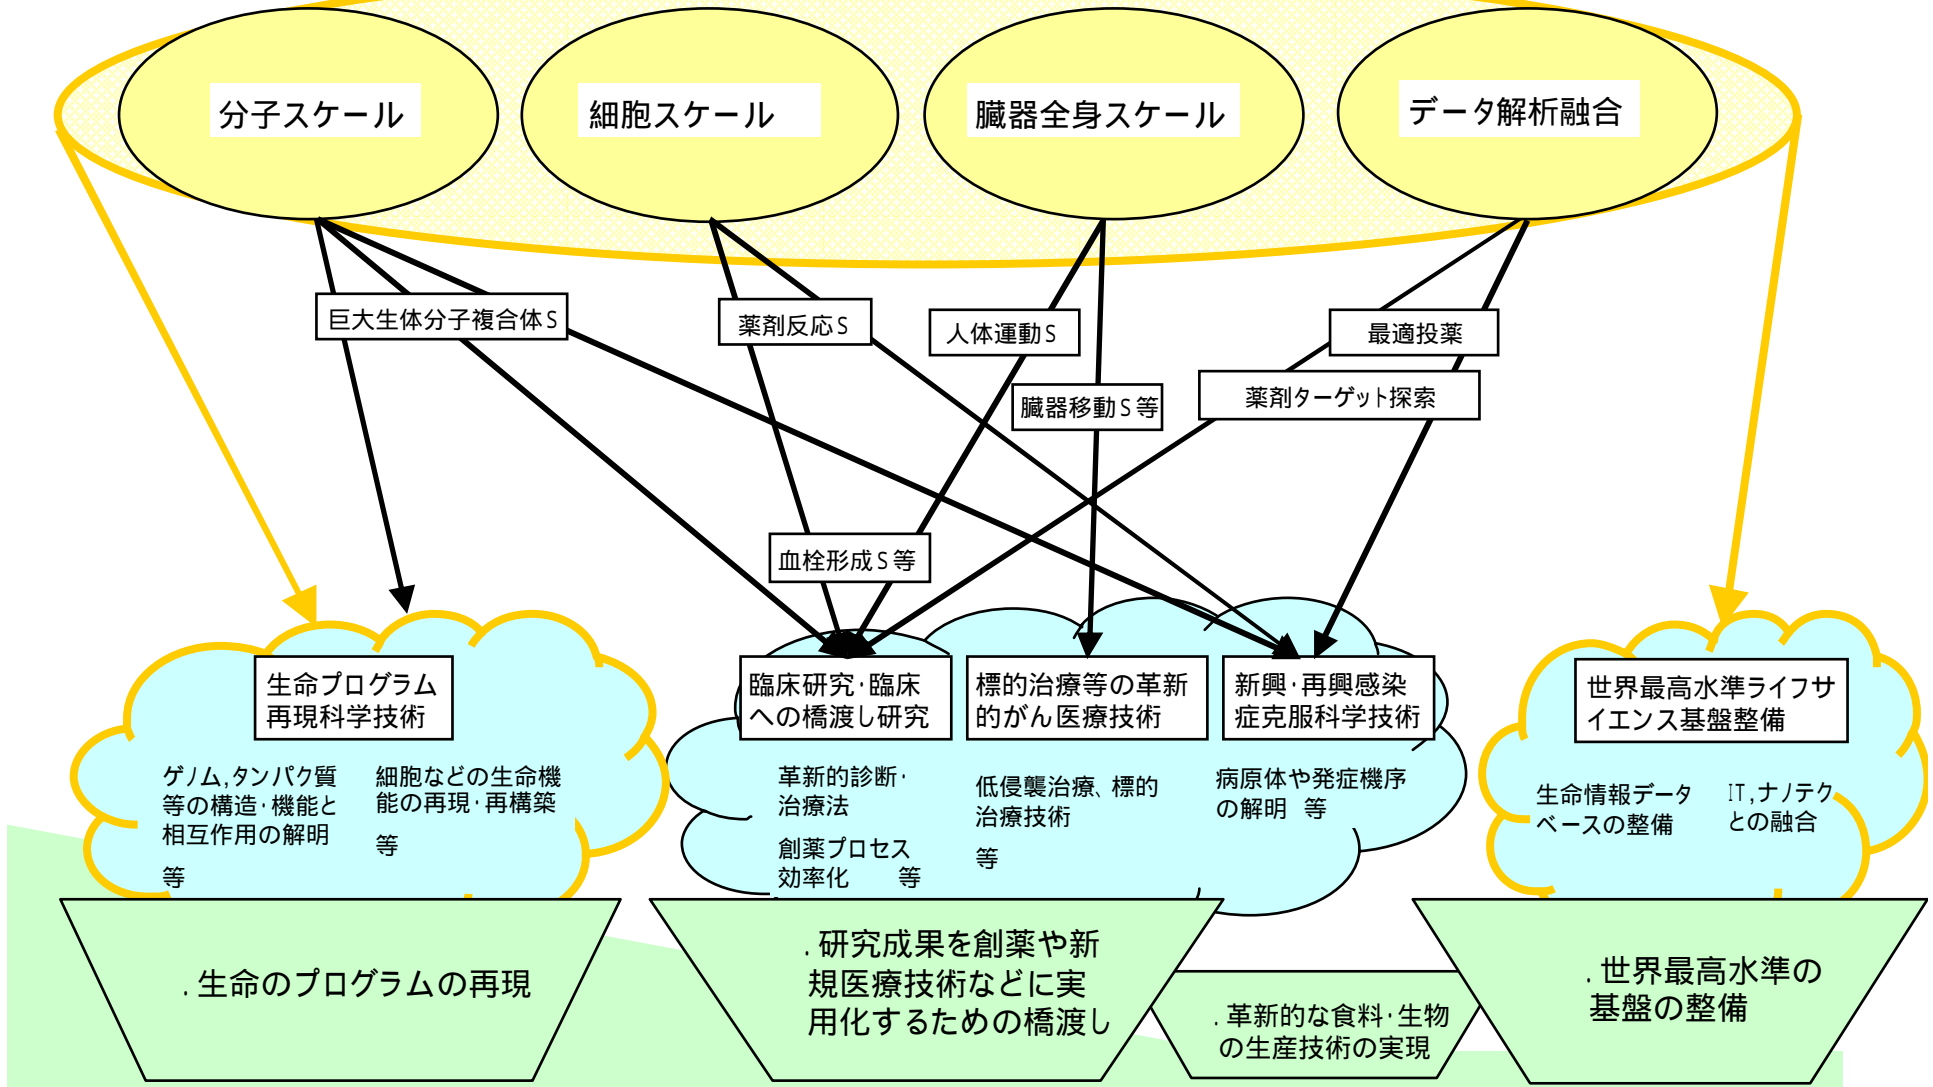 分子スケール
細胞スケール
臓器全身スケール
データ解析融合
巨大生体分子複合体S
薬剤反応S
人体運動S
最適投薬
臓器移動S等
薬剤ターゲット探索
血栓形成S等
生命プログラム
再現科学技術
臨床研究・臨床
への橋渡し研究
標的治療等の革新
的がん医療技術
新興・再興感染
症克服科学技術
世界最高水準ライフサ
イエンス基盤整備
ゲノム,タンパク質
等の構造・機能と
相互作用の解明
等
細胞などの生命機
能の再現・再構築
等
革新的診断・
治療法
創薬プロセス
効率化 等
低侵襲治療、標的
治療技術
等
病原体や発症機序
の解明 等
生命情報データ
ベースの整備
IT,ナノテク
との融合
.生命のプログラムの再現
.研究成果を創薬や新
規医療技術などに実
用化するための橋渡し
.革新的な食料・生物
の生産技術の実現
.世界最高水準の
基盤の整備